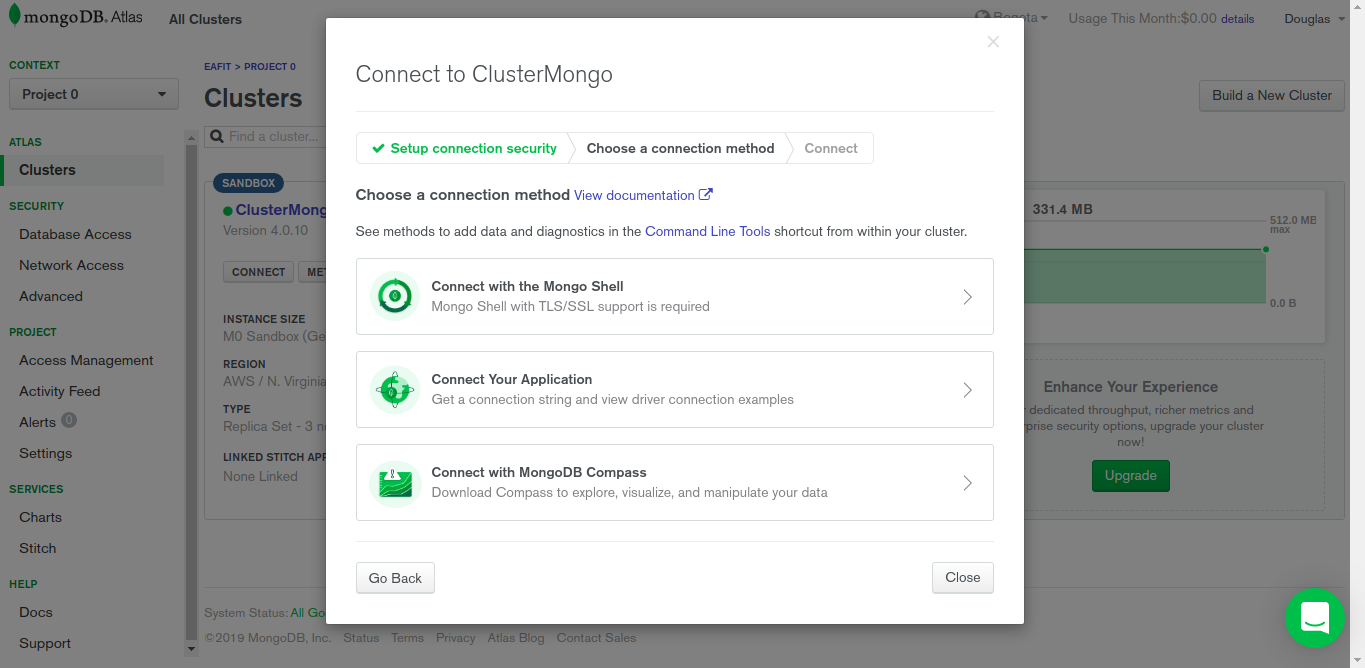 mongoDB. Atlas
All Clusters
Bogota
Usage This Month:$0.00 details
Douglas
CONTEXT
Project 0
ATLAS
Clusters
SECURITY
Database Access
Network Access
Advanced
PROJECT
Access Management
Activity Feed
Alerts 0
Settings
SERVICES
Charts
Stitch
HELP
Docs
Support
EAFIT > PROJECT 0
Clusters
Build a New Cluster
Find a cluster...
SANDBOX
ClusterMong
Version 4.0.10
CONNECT
MET
INSTANCE SIZE
M0 Sandbox (Ge
REGION
AWS / N. Virginia
TYPE
Replica Set - 3 no
LINKED STITCH APP
None Linked
Connect to ClusterMongo
Setup connection security
Choose a connection method
Connect
Choose a connection method View documentation
See methods to add data and diagnostics in the Command Line Tools shortcut from within your cluster.
Connect with the Mongo Shell
Mongo Shell with TLS/SSL support is required
Connect Your Application
Get a connection string and view driver connection examples
Connect with MongoDB Compass
Download Compass to explore, visualize, and manipulate your data
Go Back
Close
331.4 MB
512.0 MB
max
0.0 B
Enhance Your Experience
dedicated throughput, richer metrics and
rprise security options, upgrade your cluster
now!
Upgrade
System Status: All Go
©2019 MongoDB, Inc. Status Terms Privacy Atlas Blog Contact Sales